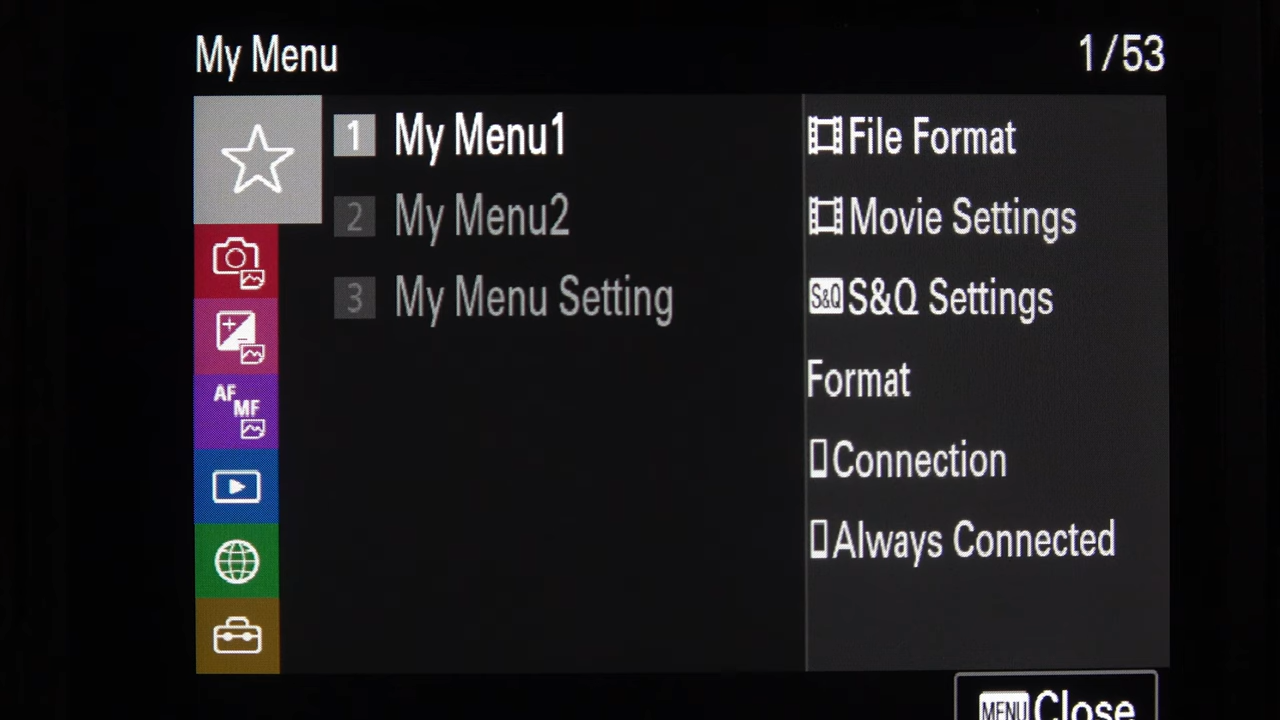 My Menu
1/53
1 My Menu1
2 My Menu2
3 My Menu Setting
AF
MF
File Format
Movie Settings
S&Q S&Q Settings
Format
Connection
Always Connected
MENU Close